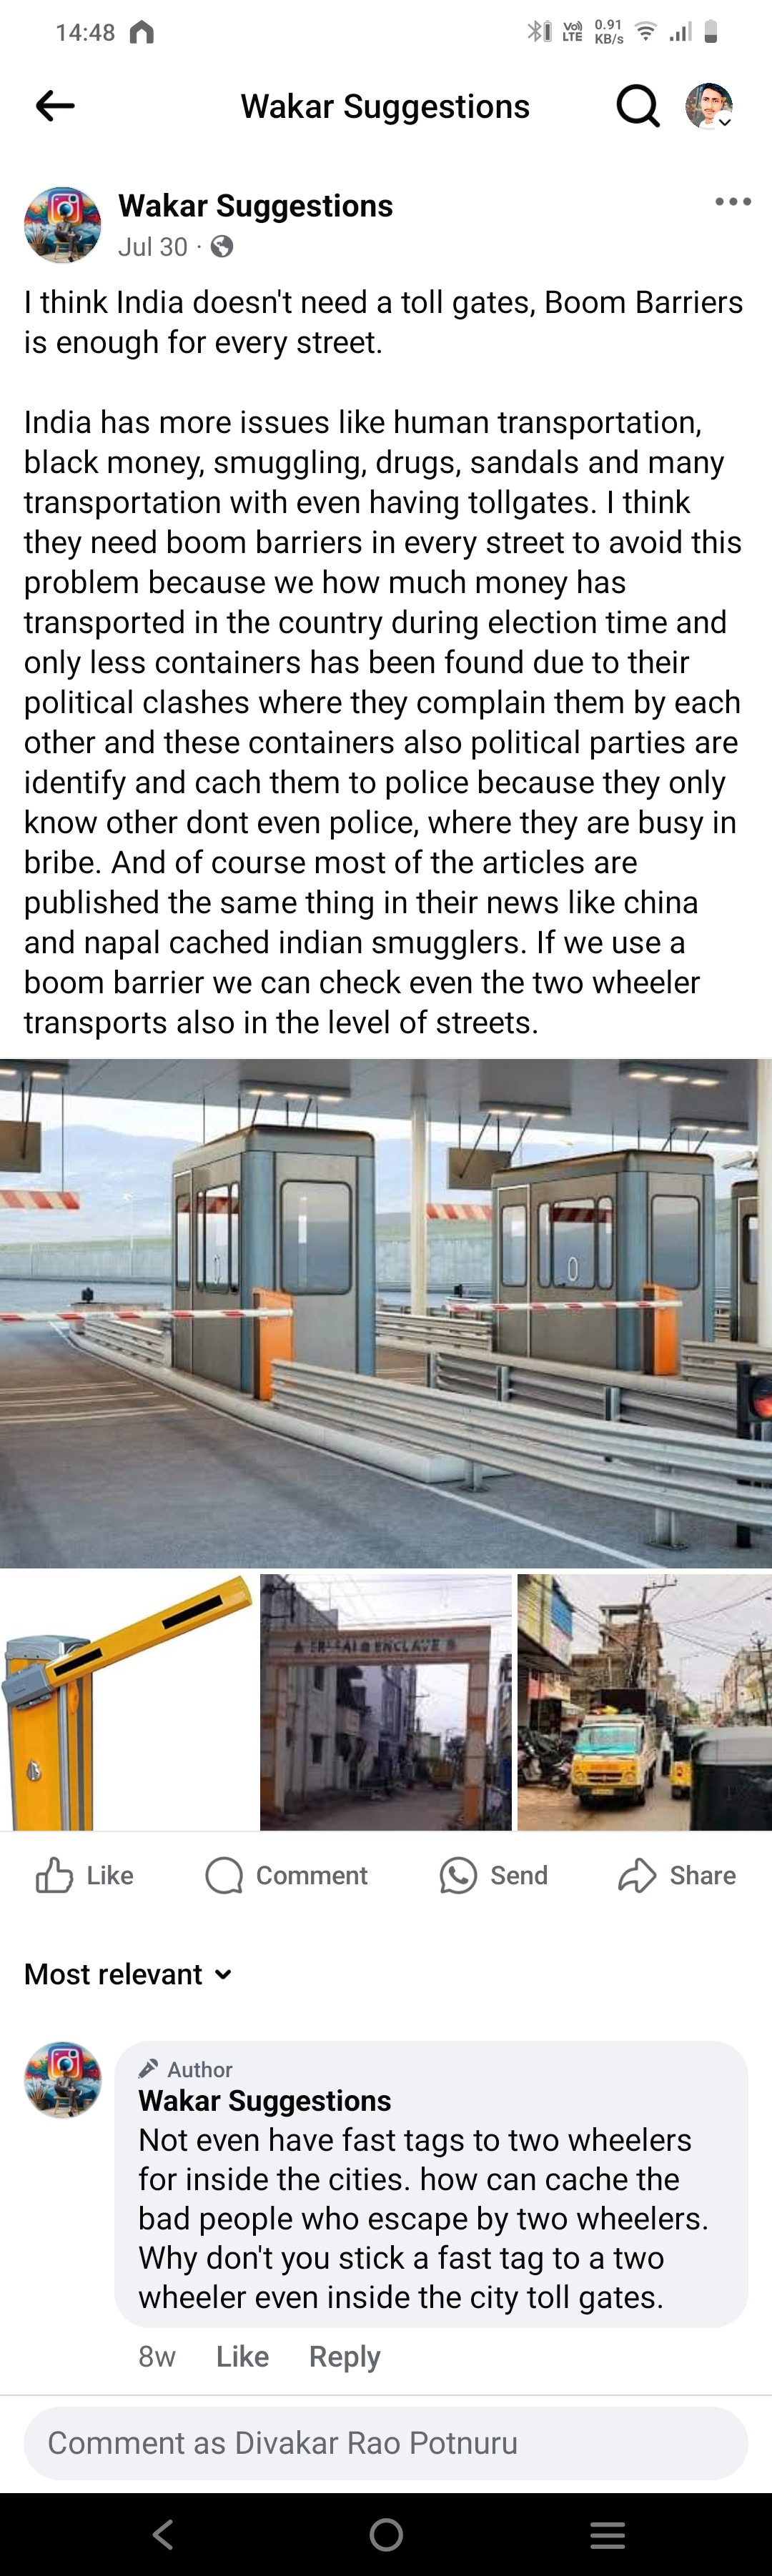 14:48
Vo) LTE
0.91 KB/s
Wakar Suggestions
Wakar Suggestions
Jul 30 ·
I think India doesn't need a toll gates, Boom Barriers
is enough for every street.
India has more issues like human transportation,
black money, smuggling, drugs, sandals and many
transportation with even having tollgates. I think
they need boom barriers in every street to avoid this
problem because we how much money has
transported in the country during election time and
only less containers has been found due to their
political clashes where they complain them by each
other and these containers also political parties are
identify and cach them to police because they only
know other dont even police, where they are busy in
bribe. And of course most of the articles are
published the same thing in their news like china
and napal cached indian smugglers. If we use a
boom barrier we can check even the two wheeler
transports also in the level of streets.
ENCLAVE
Like
Comment
Send
Share
Most relevant
Author
Wakar Suggestions
Not even have fast tags to two wheelers
for inside the cities. how can cache the
bad people who escape by two wheelers.
Why don't you stick a fast tag to a two
wheeler even inside the city toll gates.
8w Like Reply
Comment as Divakar Rao Potnuru